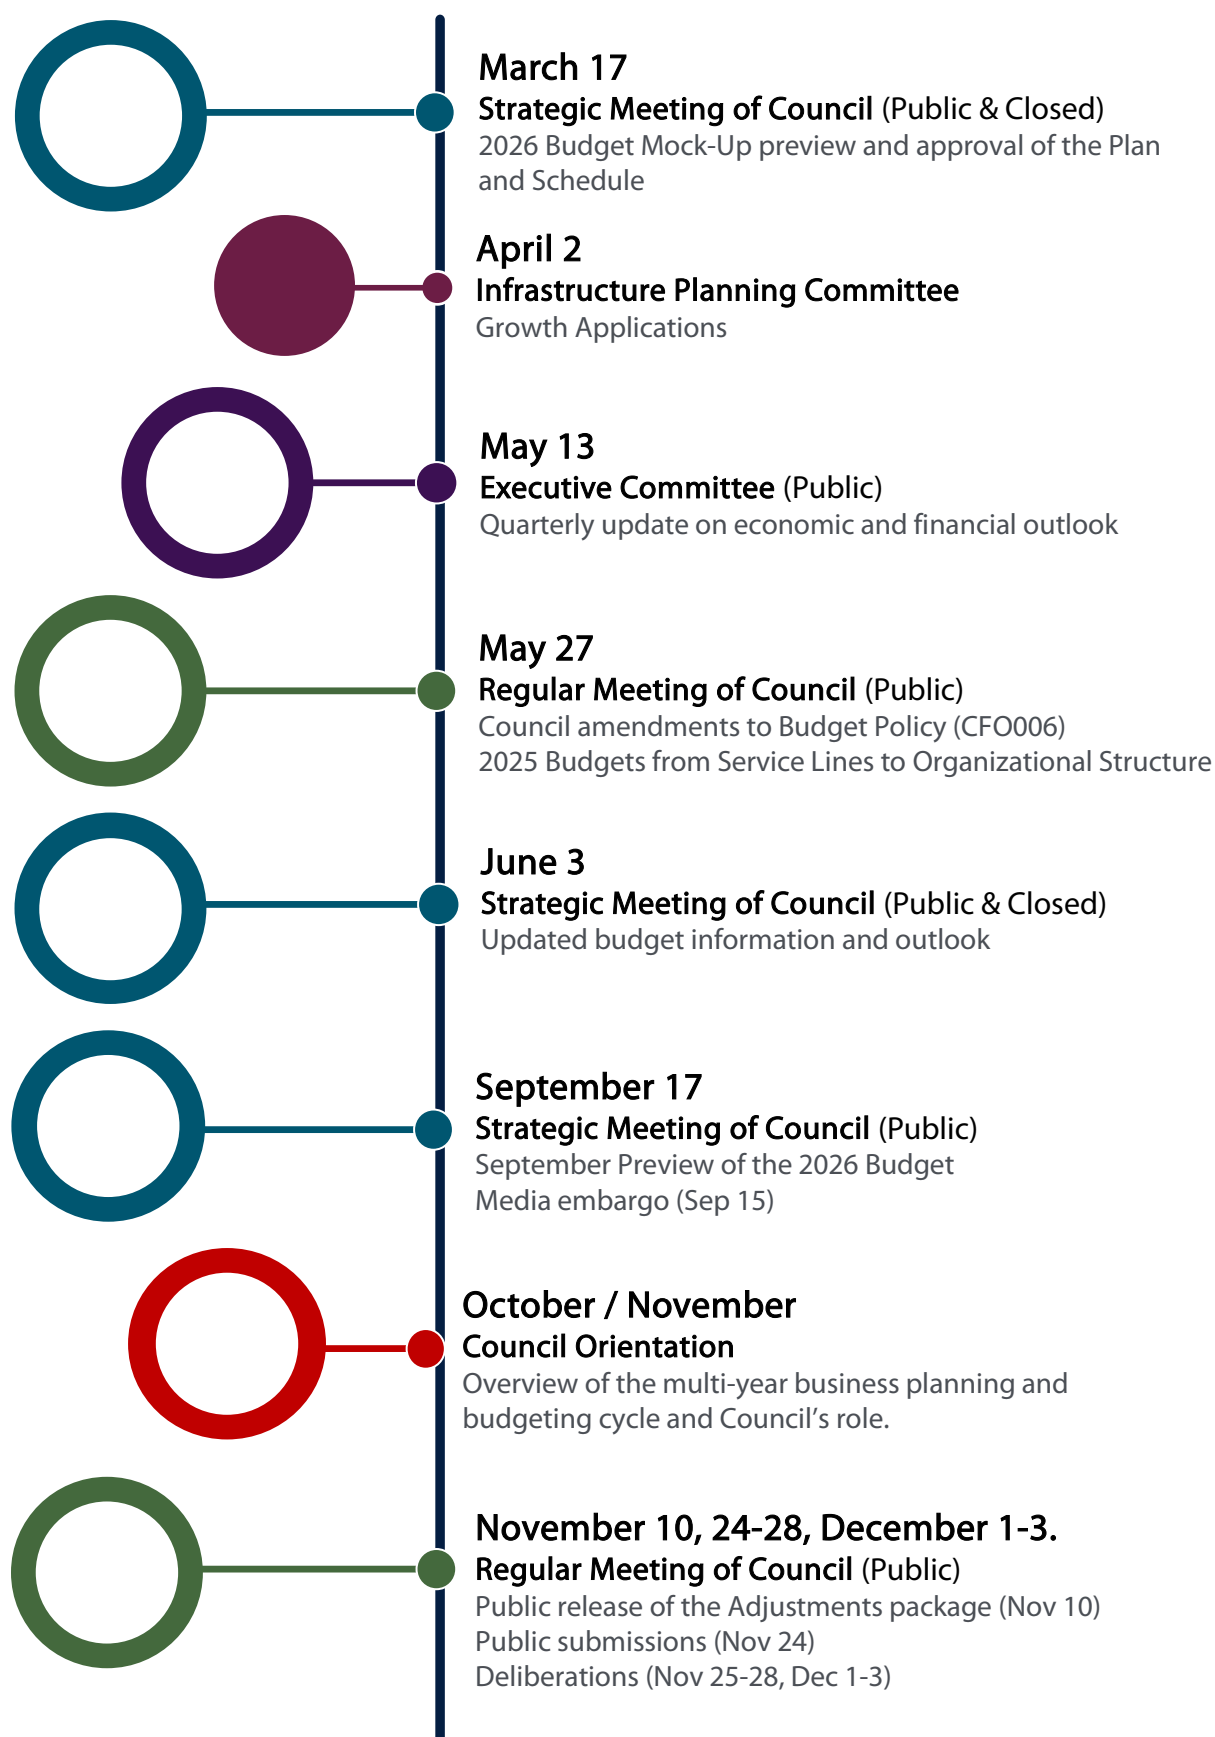 March 17
Strategic Meeting of Council (Public & Closed)
2026 Budget Mock-Up preview and approval of the Plan
and Schedule
April 2
Infrastructure Planning Committee
Growth Applications
May 13
Executive Committee (Public)
Quarterly update on economic and financial outlook
May 27
Regular Meeting of Council (Public)
Council amendments to Budget Policy (CFO006)
2025 Budgets from Service Lines to Organizational Structure
June 3
Strategic Meeting of Council (Public & Closed)
Updated budget information and outlook
September 17
Strategic Meeting of Council (Public)
September Preview of the 2026 Budget
Media embargo (Sep 15)
October / November
Council Orientation
Overview of the multi-year business planning and
budgeting cycle and Council’s role.
November 10, 24-28, December 1-3.
Regular Meeting of Council (Public)
Public release of the Adjustments package (Nov 10)
Public submissions (Nov 24)
Deliberations (Nov 25-28, Dec 1-3)